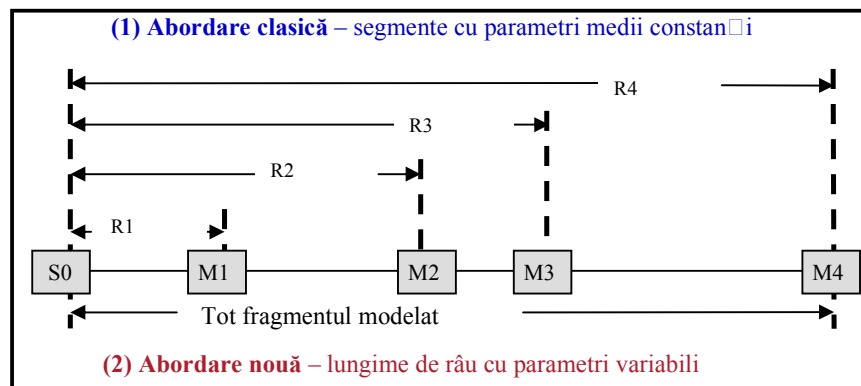 (1) Abordare clasică – segmente cu parametri medii constan□i
R4
R3
R2
R1
S0 M1 M2 M3 M4
Tot fragmentul modelat
(2) Abordare nouă – lungime de râu cu parametri variabili